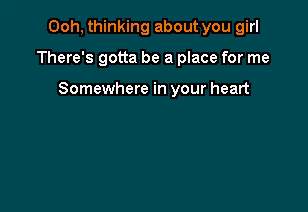 Ooh, thinking about you girl
There's gotta be a place for me
Somewhere in your heart